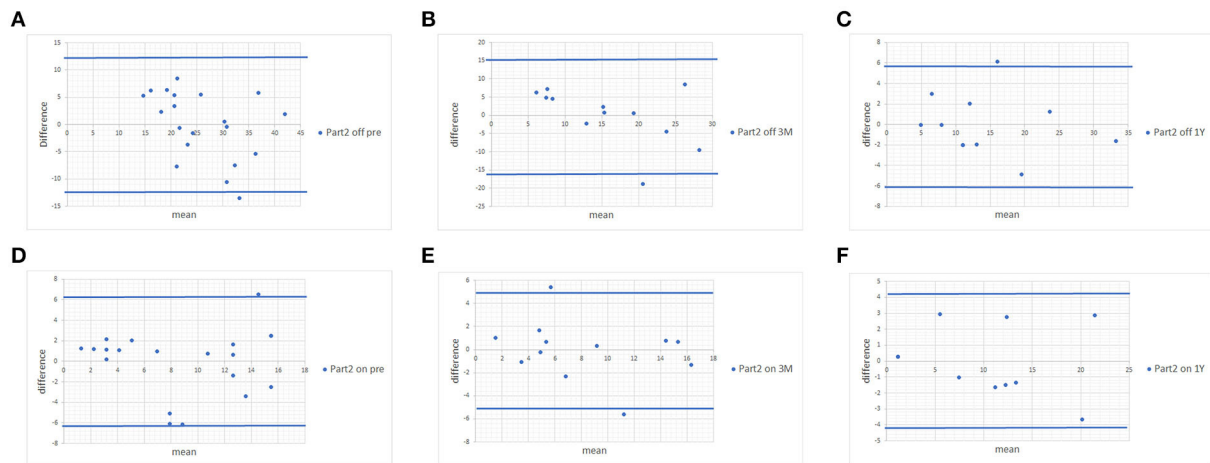 A
Difference
15
10
5
0
-5
-10
-15
0 5 10 15 20 25 30 35 40 45
mean
Part2 off pre
B
difference
20
15
10
5
0
-5
-10
-15
-20
-25
0 5 10 15 20 25 30
mean
Part2 off 3M
C
difference
8
6
4
2
0
-2
-4
-6
-8
0 5 10 15 20 25 30 35
mean
Part2 off 1Y
D
difference
8
6
4
2
0
-2
-4
-6
-8
0 2 4 6 8 10 12 14 16 18
mean
Part2 on pre
E
difference
6
4
2
0
-2
-4
-6
-8
0 2 4 6 8 10 12 14 16 18
mean
Part2 on 3M
F
difference
5
4
3
2
1
0
-1
-2
-3
-4
-5
0 5 10 15 20 25
mean
Part2 on 1Y